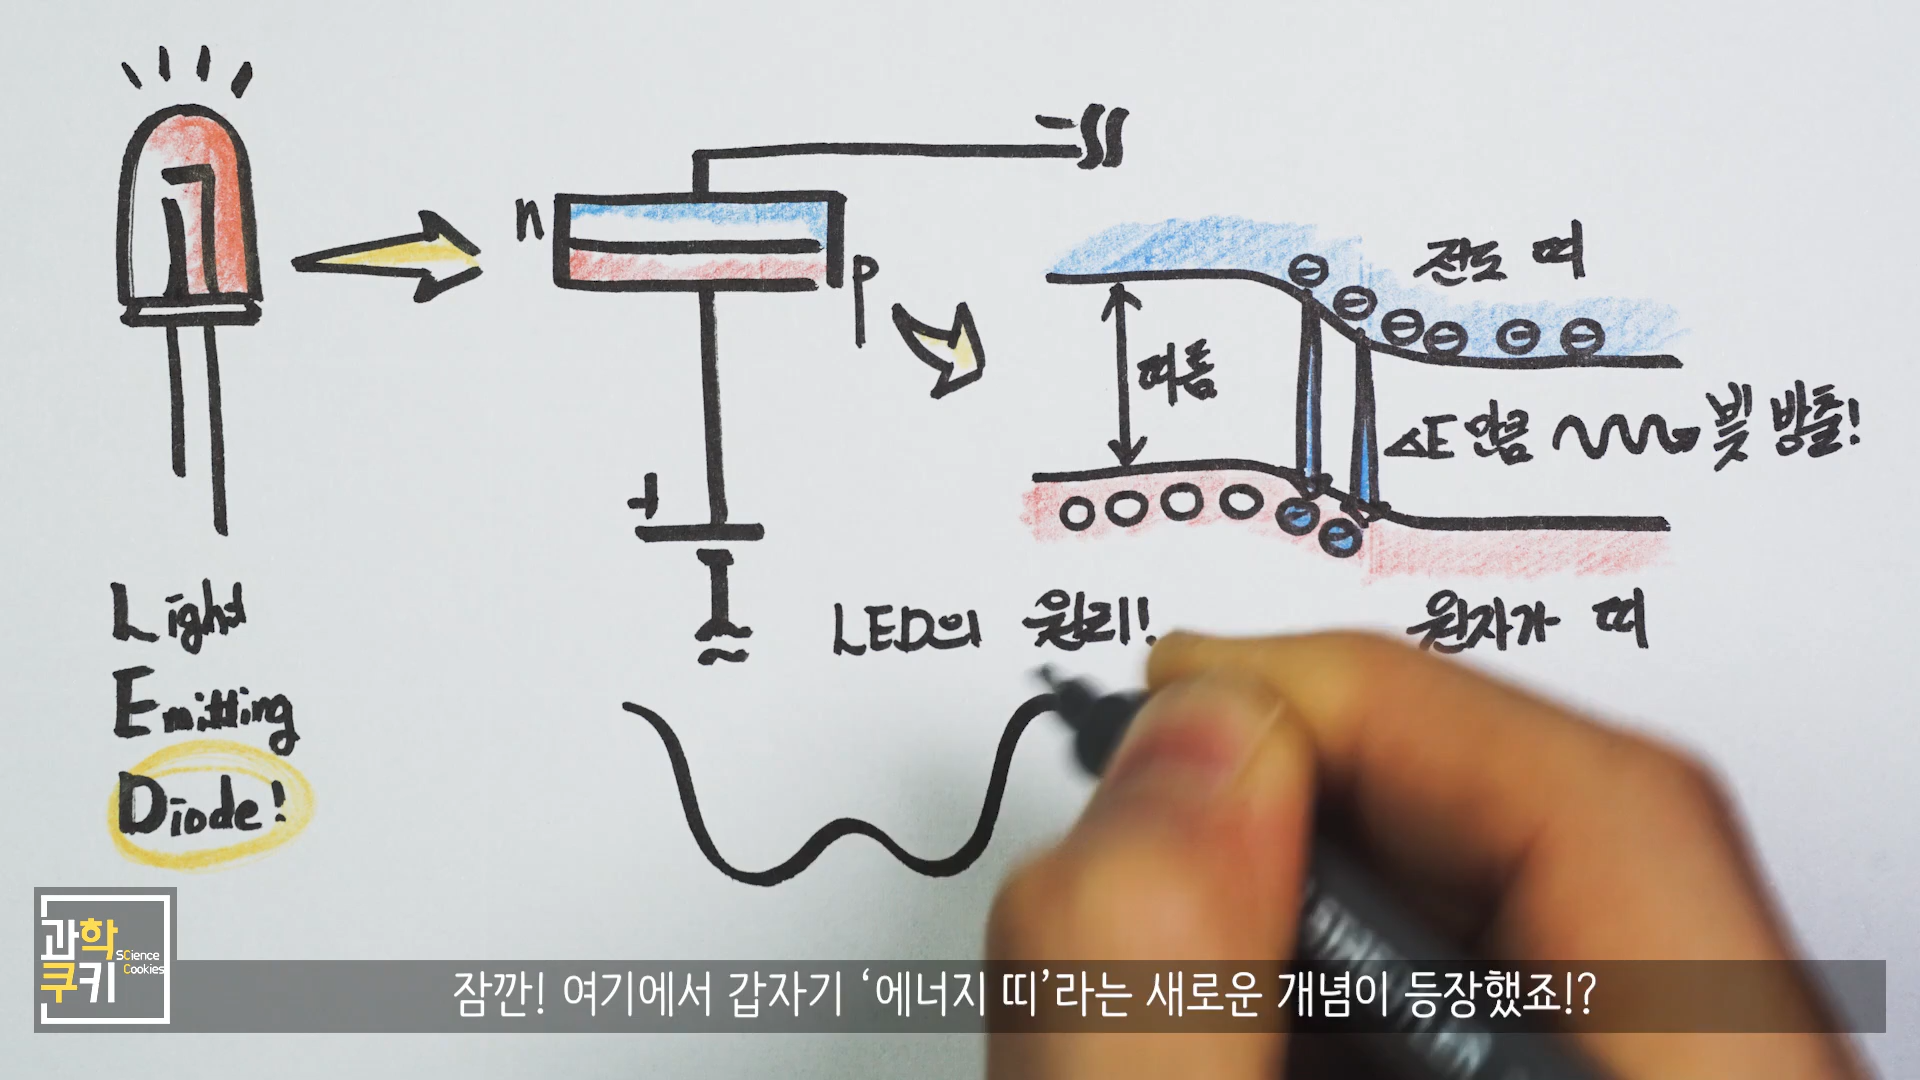 Light
Emitting
Diode!
n
p
−
+
LED의 원리!
전도 띠
띠틈
ΔE 만큼 빛 방출!
원자가 띠
과학
쿠키
Science
Cookies
잠깐! 여기에서 갑자기 ‘에너지 띠’라는 새로운 개념이 등장했죠!?